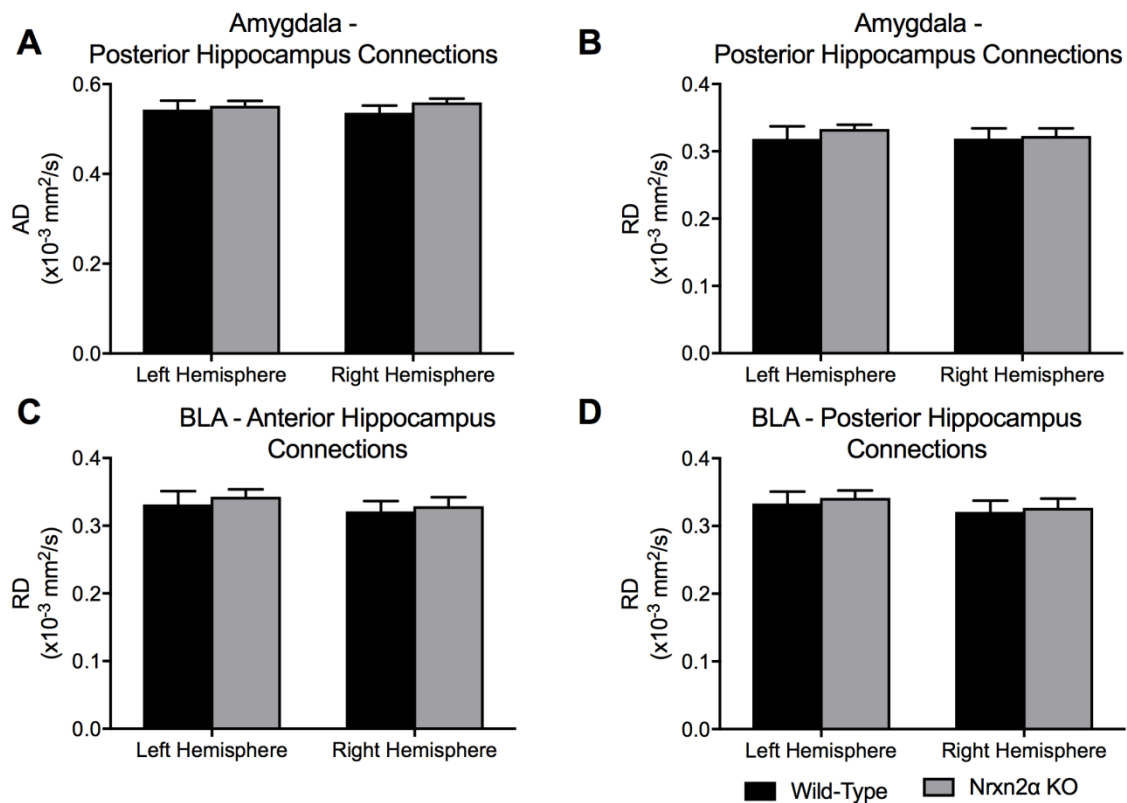 A
Amygdala -
Posterior Hippocampus Connections
AD
(x10⁻³ mm²/s)
0.6
0.4
0.2
0.0
Left Hemisphere
Right Hemisphere
B
Amygdala -
Posterior Hippocampus Connections
RD
(x10⁻³ mm²/s)
0.4
0.3
0.2
0.1
0.0
Left Hemisphere
Right Hemisphere
C
BLA - Anterior Hippocampus
Connections
RD
(x10⁻³ mm²/s)
0.4
0.3
0.2
0.1
0.0
Left Hemisphere
Right Hemisphere
D
BLA - Posterior Hippocampus
Connections
RD
(x10⁻³ mm²/s)
0.4
0.3
0.2
0.1
0.0
Left Hemisphere
Right Hemisphere
Wild-Type
Nrxn2α KO